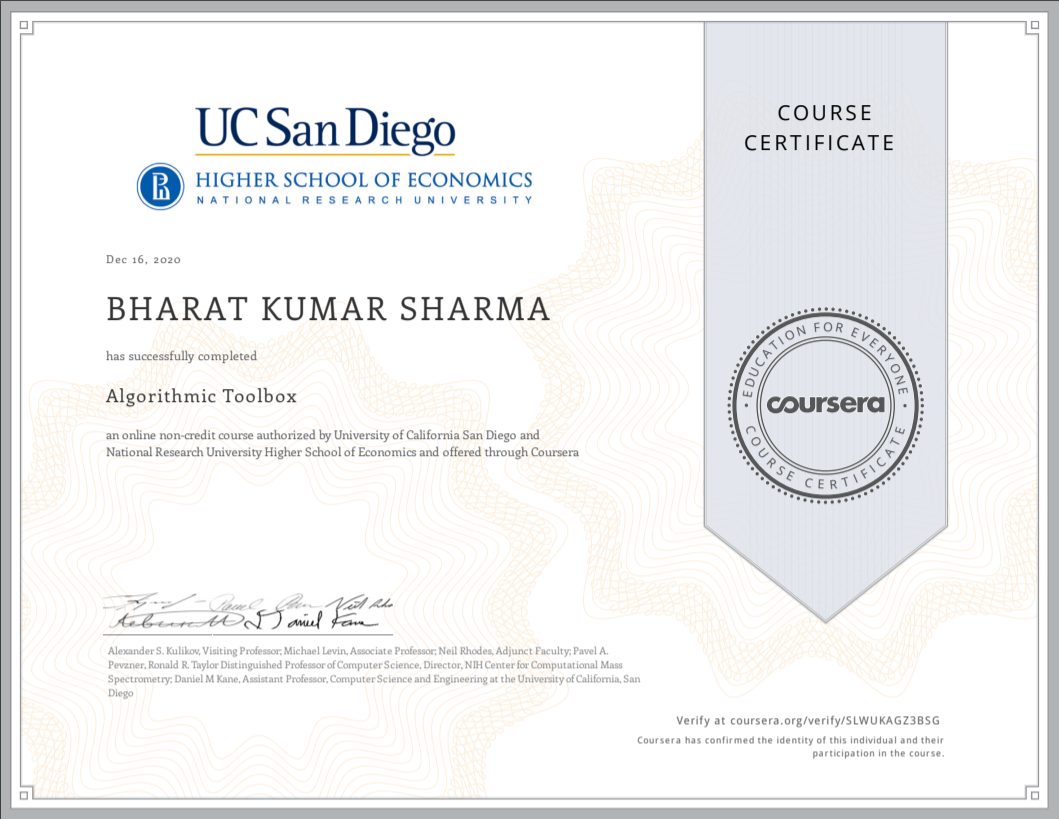 UC San Diego
HIGHER SCHOOL OF ECONOMICS
NATIONAL RESEARCH UNIVERSITY
Dec 16, 2020
BHARAT KUMAR SHARMA
has successfully completed
Algorithmic Toolbox
an online non-credit course authorized by University of California San Diego and
National Research University Higher School of Economics and offered through Coursera
Alexander S. Kulikov, Visiting Professor; Michael Levin, Associate Professor; Neil Rhodes, Adjunct Faculty; Pavel A.
Pevzner, Ronald R. Taylor Distinguished Professor of Computer Science, Director, NIH Center for Computational Mass
Spectrometry; Daniel M Kane, Assistant Professor, Computer Science and Engineering at the University of California, San
Diego
COURSE
CERTIFICATE
EDUCATION FOR EVERYONE
coursera
COURSE CERTIFICATE
Verify at coursera.org/verify/SLWUKAGZ3BSG
Coursera has confirmed the identity of this individual and their
participation in the course.